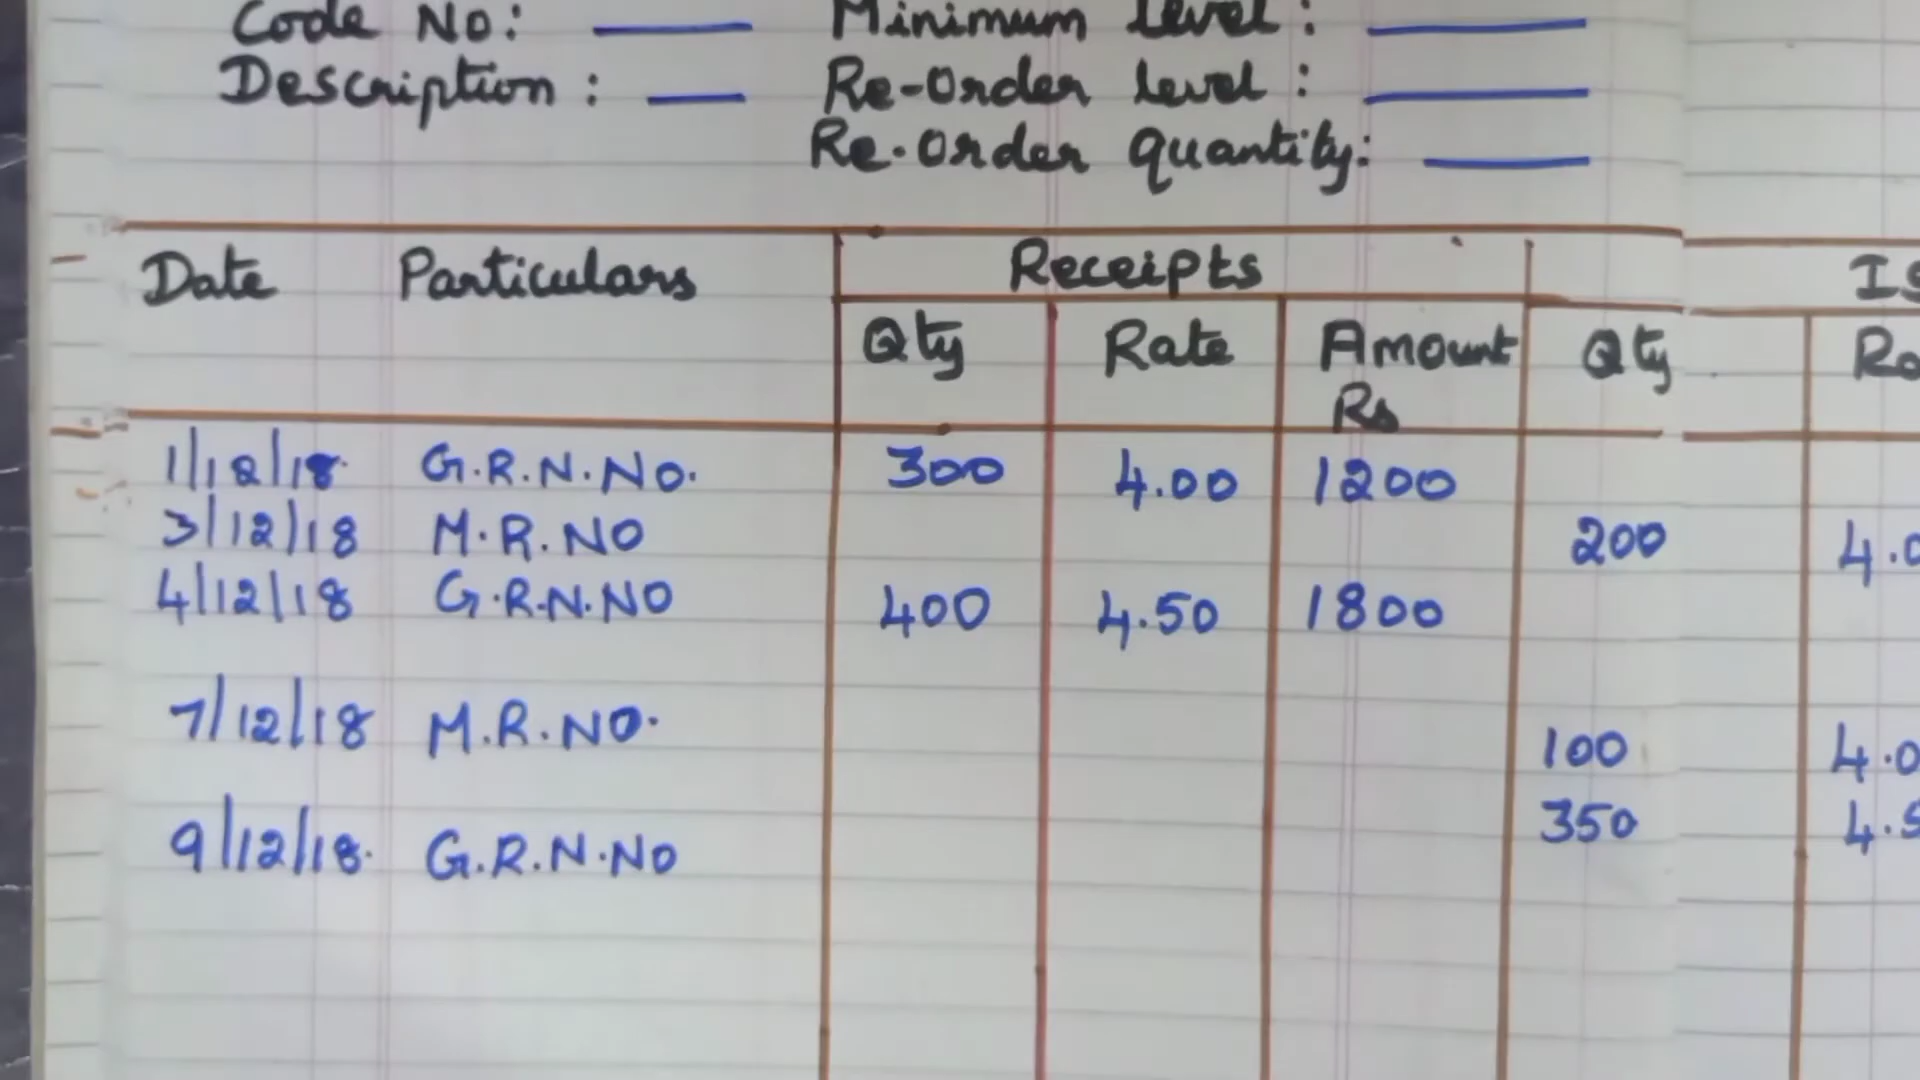 Code No: Minimum level:
Description: Re-Order level:
Re-Order quantity:
Date Particulars Receipts
Qty Rate Amount Rs Qty
1/12/18 G.R.N.NO. 300 4.00 1200
3/12/18 M.R.NO 200
4/12/18 G.R.N.NO 400 4.50 1800
7/12/18 M.R.NO. 100
350
9/12/18 G.R.N.NO